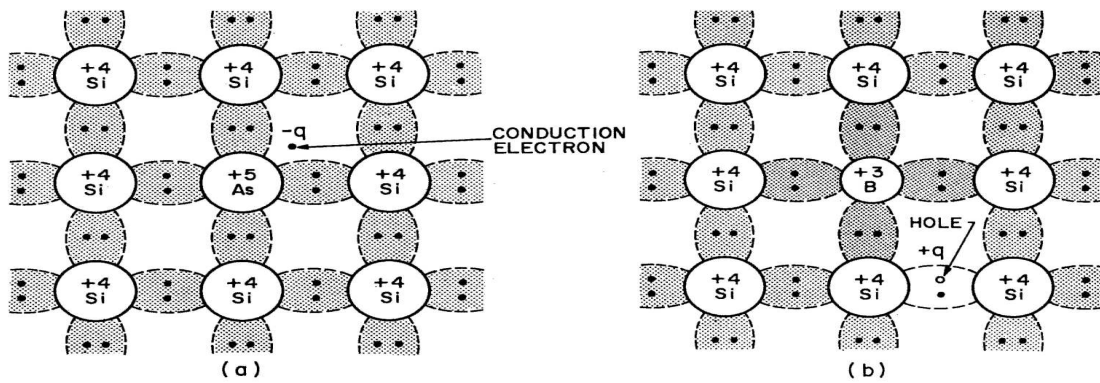 +4 Si +4 Si +4 Si
-q
CONDUCTION
ELECTRON
+4 Si +5 As +4 Si
+4 Si +4 Si +4 Si
(a)
+4 Si +4 Si +4 Si
+4 Si +3 B +4 Si
HOLE
+q
+4 Si +4 Si +4 Si
(b)